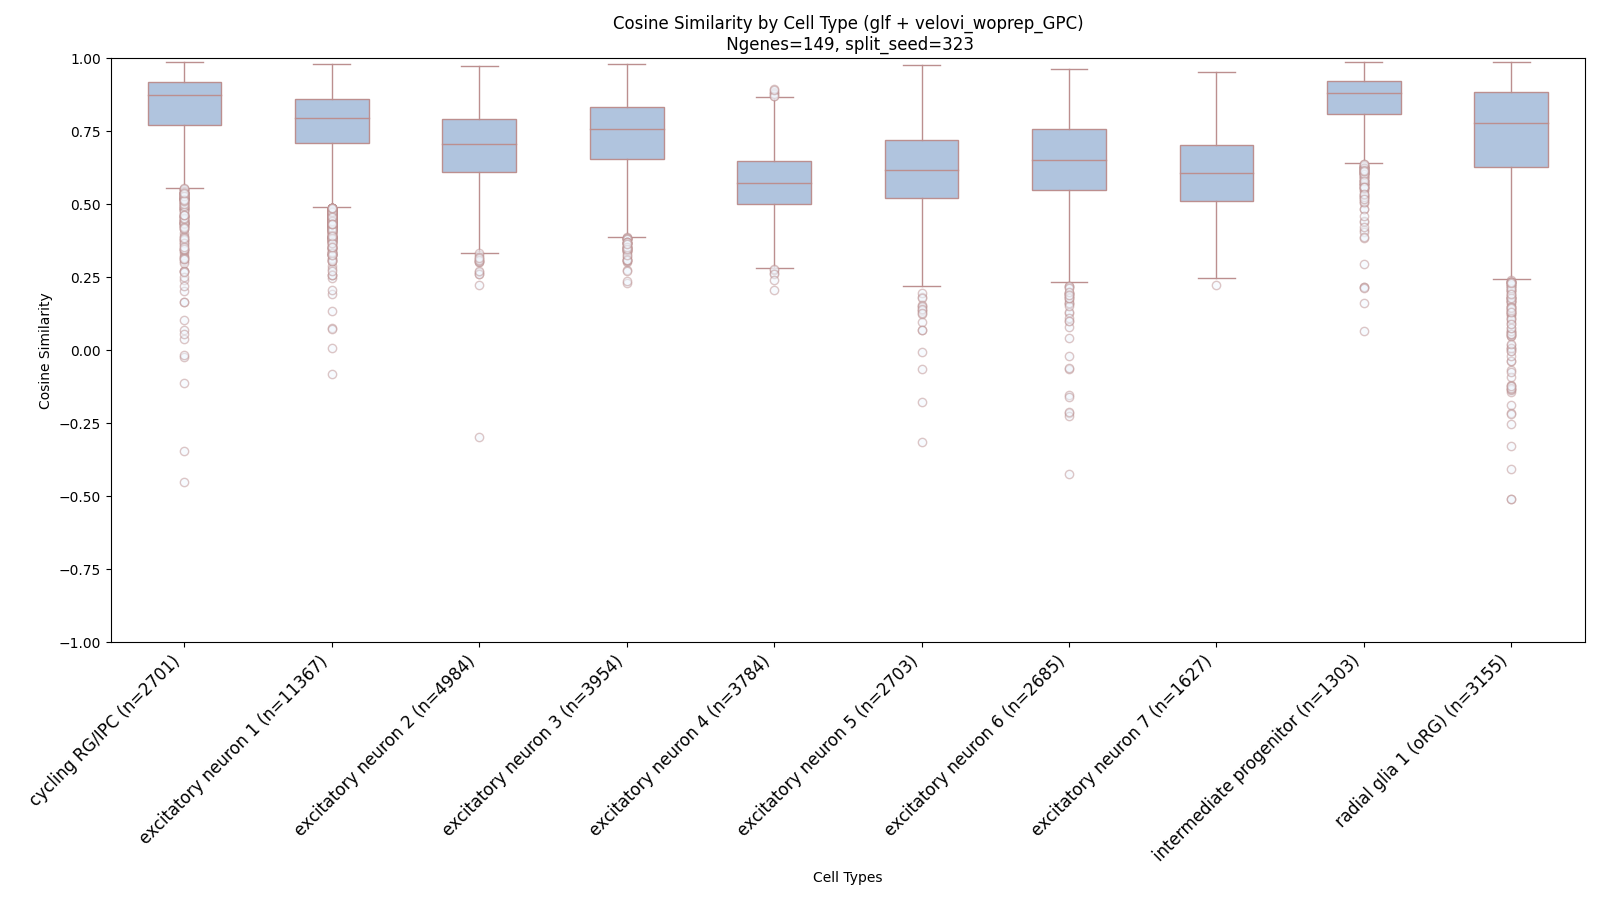 Cosine Similarity by Cell Type (glf + velovi_woprep_GPC)
Ngenes=149, split_seed=323
Cosine Similarity
1.00
0.75
0.50
0.25
0.00
−0.25
−0.50
−0.75
−1.00
cycling RG/IPC (n=2701)
excitatory neuron 1 (n=11367)
excitatory neuron 2 (n=4984)
excitatory neuron 3 (n=3954)
excitatory neuron 4 (n=3784)
excitatory neuron 5 (n=2703)
excitatory neuron 6 (n=2685)
excitatory neuron 7 (n=1627)
intermediate progenitor (n=1303)
radial glia 1 (oRG) (n=3155)
Cell Types